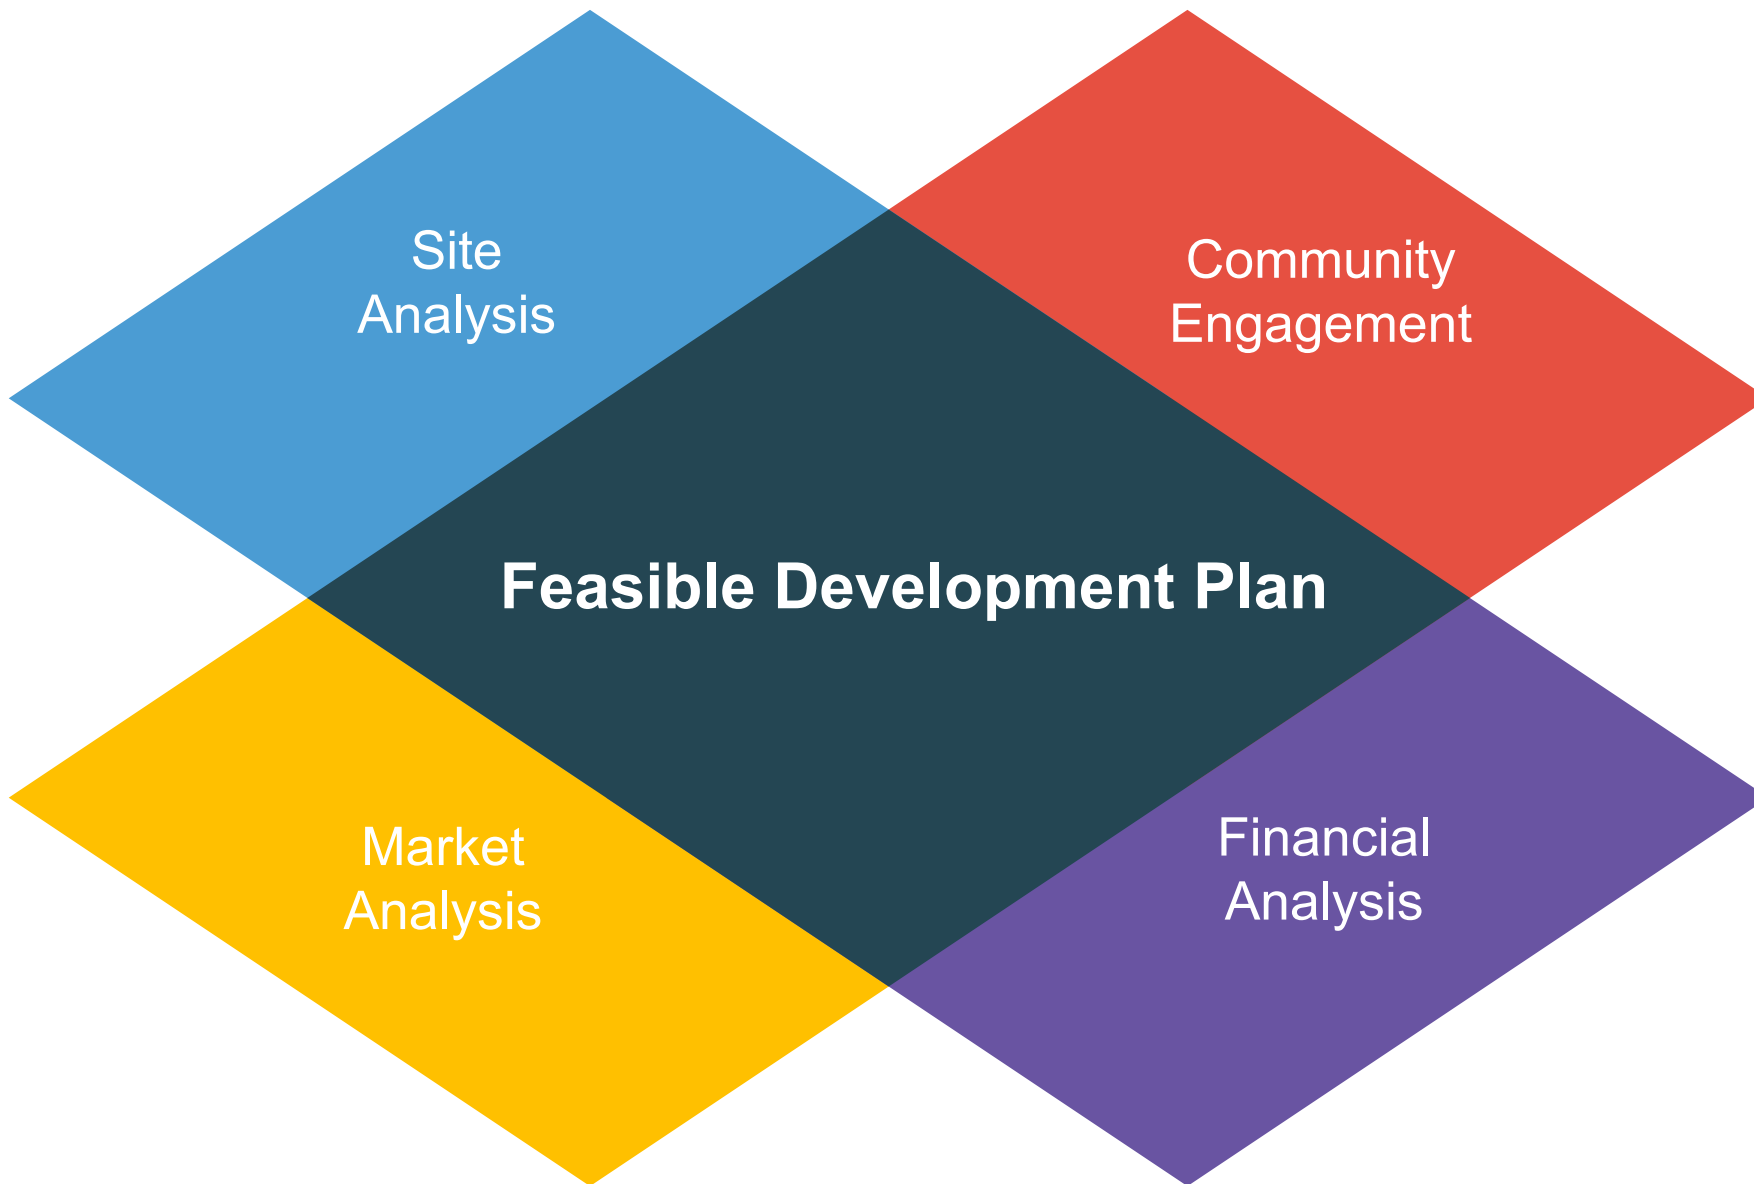 Site
Analysis
Community
Engagement
Feasible Development Plan
Market
Analysis
Financial
Analysis